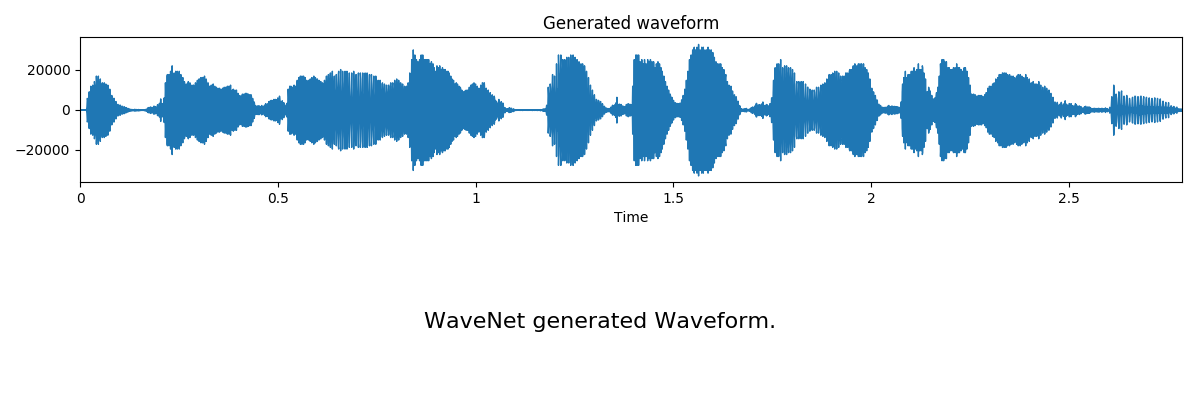 Generated waveform
20000
0
−20000
0 0.5 1 1.5 2 2.5
Time
WaveNet generated Waveform.